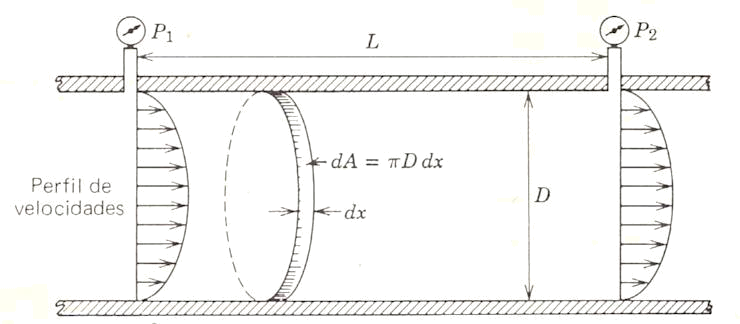 P₁
P₂
L
dA = πD dx
Perfil de
velocidades
D
dx